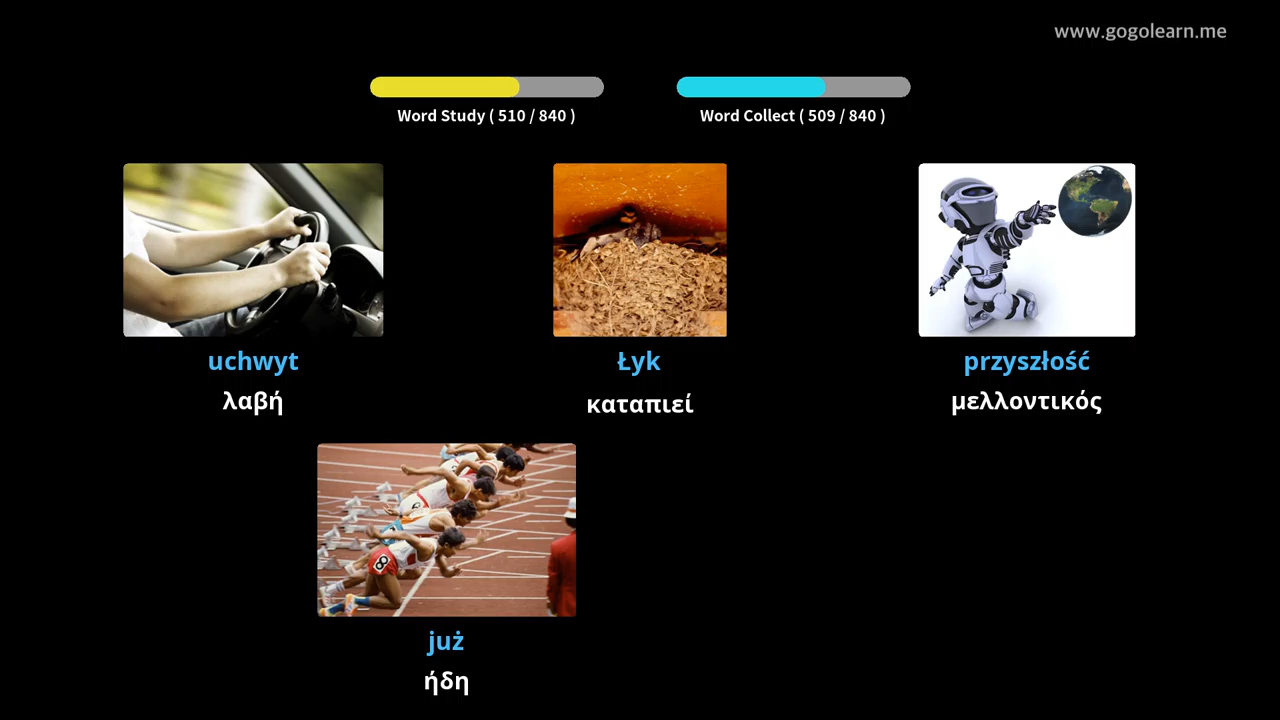 www.gogolearn.me
Word Study ( 510 / 840 )
Word Collect ( 509 / 840 )
uchwyt
λαβή
Łyk
καταπιεί
przyszłość
μελλοντικός
8
już
ήδη